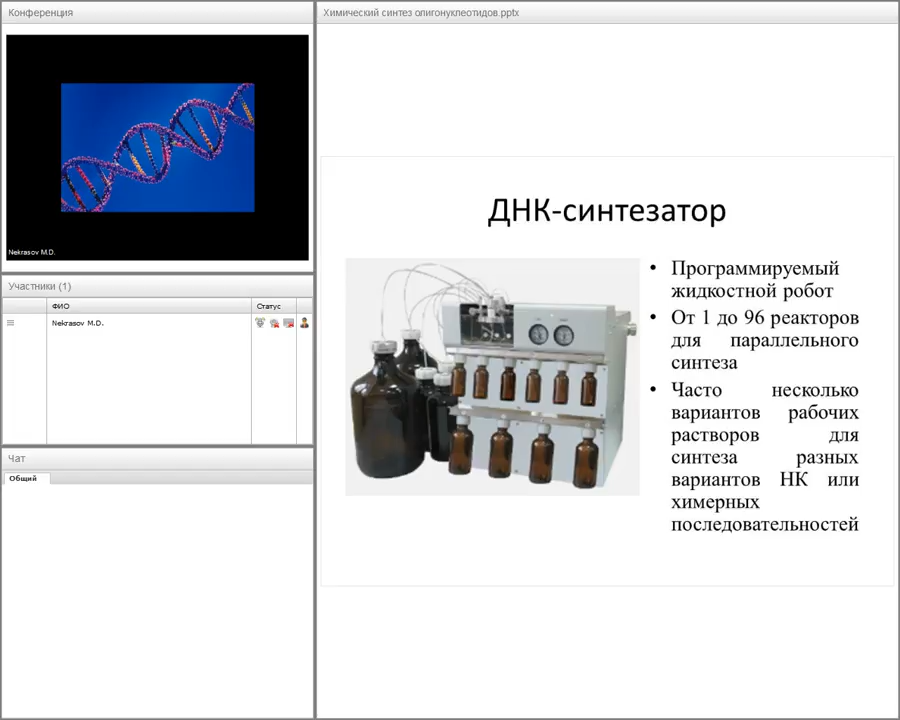 Конференция
Nekrasov M.D.
Участники (1)
ФИО
Статус
Nekrasov M.D.
Чат
Общий
Химический синтез олигонуклеотидов.pptx
ДНК-синтезатор
• Программируемый
жидкостной робот
• От 1 до 96 реакторов
для параллельного
синтеза
• Часто несколько
вариантов рабочих
растворов для
синтеза разных
вариантов НК или
химерных
последовательностей